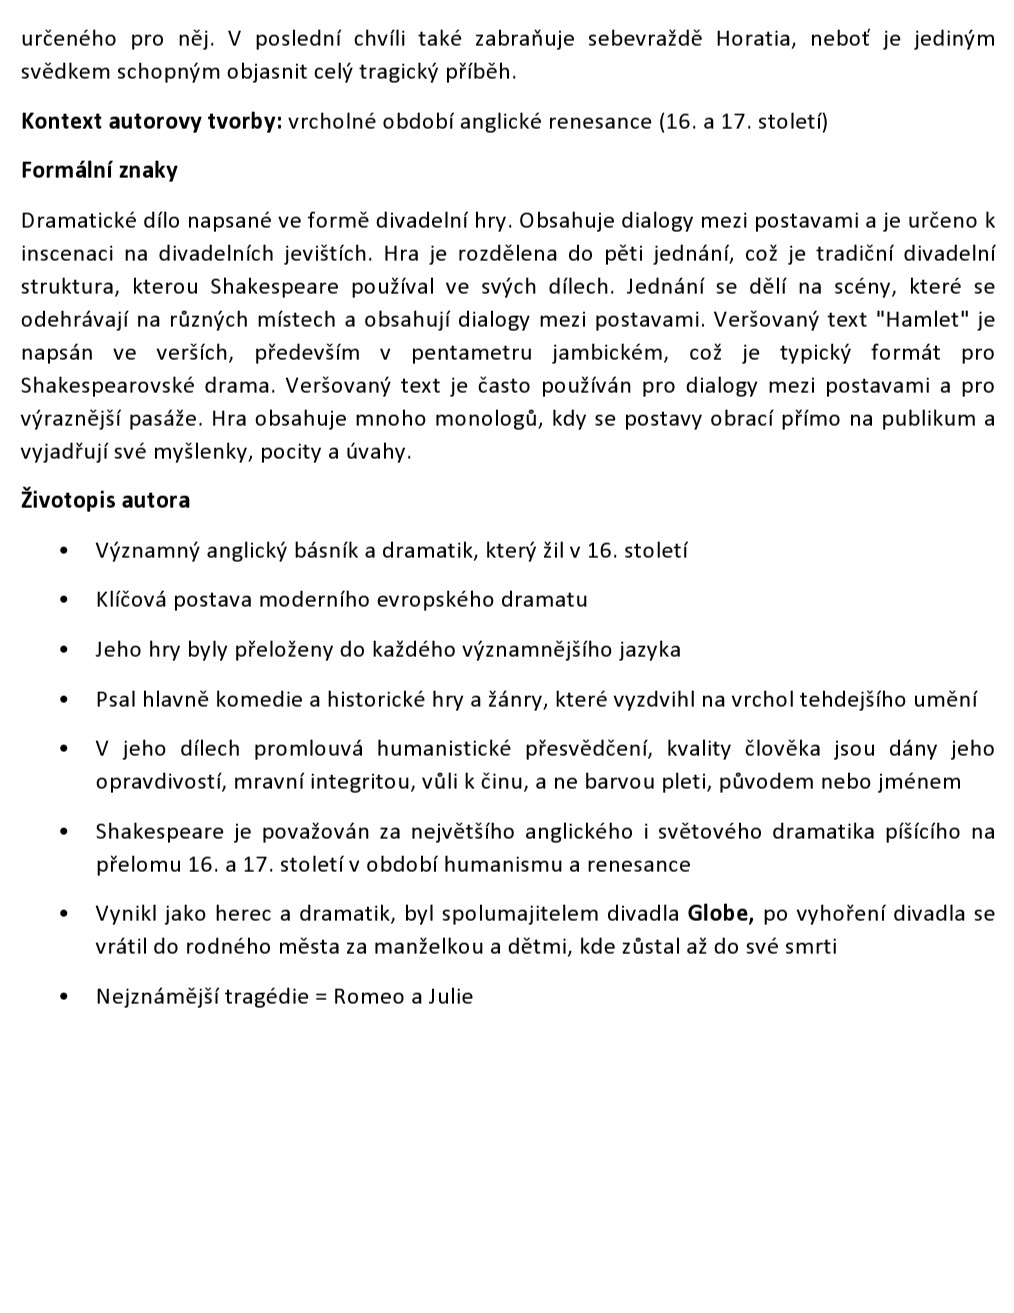 určeného pro něj. V poslední chvíli také zabraňuje sebevraždě Horatia, neboť je jediným
svědkem schopným objasnit celý tragický příběh.
Kontext autorovy tvorby: vrcholné období anglické renesance (16. a 17. století)
Formální znaky
Dramatické dílo napsané ve formě divadelní hry. Obsahuje dialogy mezi postavami a je určeno k
inscenaci na divadelních jevištích. Hra je rozdělena do pěti jednání, což je tradiční divadelní
struktura, kterou Shakespeare používal ve svých dílech. Jednání se dělí na scény, které se
odehrávají na různých místech a obsahují dialogy mezi postavami. Veršovaný text "Hamlet" je
napsán ve verších, především v pentametru jambickém, což je typický formát pro
Shakespearovské drama. Veršovaný text je často používán pro dialogy mezi postavami a pro
výraznější pasáže. Hra obsahuje mnoho monologů, kdy se postavy obrací přímo na publikum a
vyjadřují své myšlenky, pocity a úvahy.
Životopis autora
• Významný anglický básník a dramatik, který žil v 16. století
• Klíčová postava moderního evropského dramatu
• Jeho hry byly přeloženy do každého významnějšího jazyka
• Psal hlavně komedie a historické hry a žánry, které vyzdvihl na vrchol tehdejšího umění
• V jeho dílech promlouvá humanistické přesvědčení, kvality člověka jsou dány jeho
opravdivostí, mravní integritou, vůli k činu, a ne barvou pleti, původem nebo jménem
• Shakespeare je považován za největšího anglického i světového dramatika píšícího na
přelomu 16. a 17. století v období humanismu a renesance
• Vynikl jako herec a dramatik, byl spolumajitelem divadla Globe, po vyhoření divadla se
vrátil do rodného města za manželkou a dětmi, kde zůstal až do své smrti
• Nejznámější tragédie = Romeo a Julie